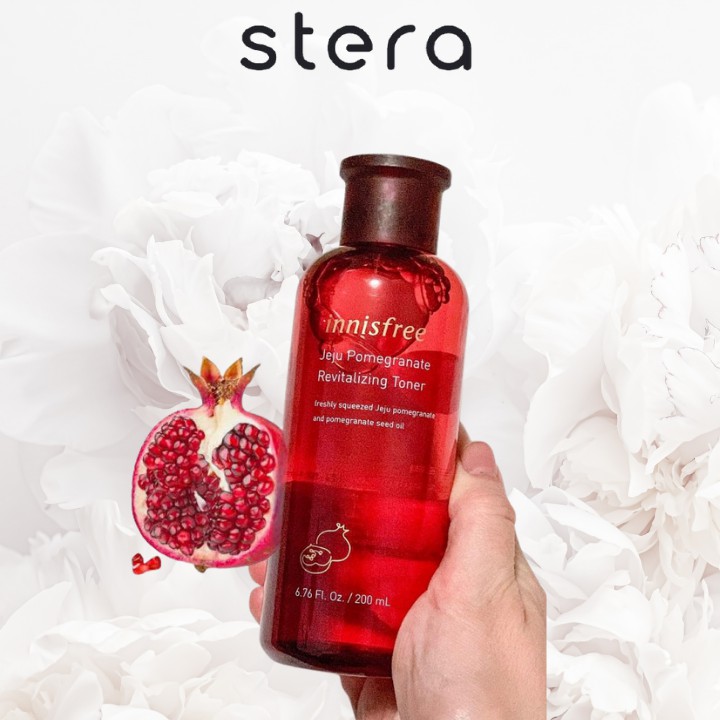 stera
innisfree
Jeju Pomegranate
Revitalizing Toner
freshly squeezed Jeju pomegranate
and pomegranate seed oil
6.76 Fl. Oz. / 200 mL